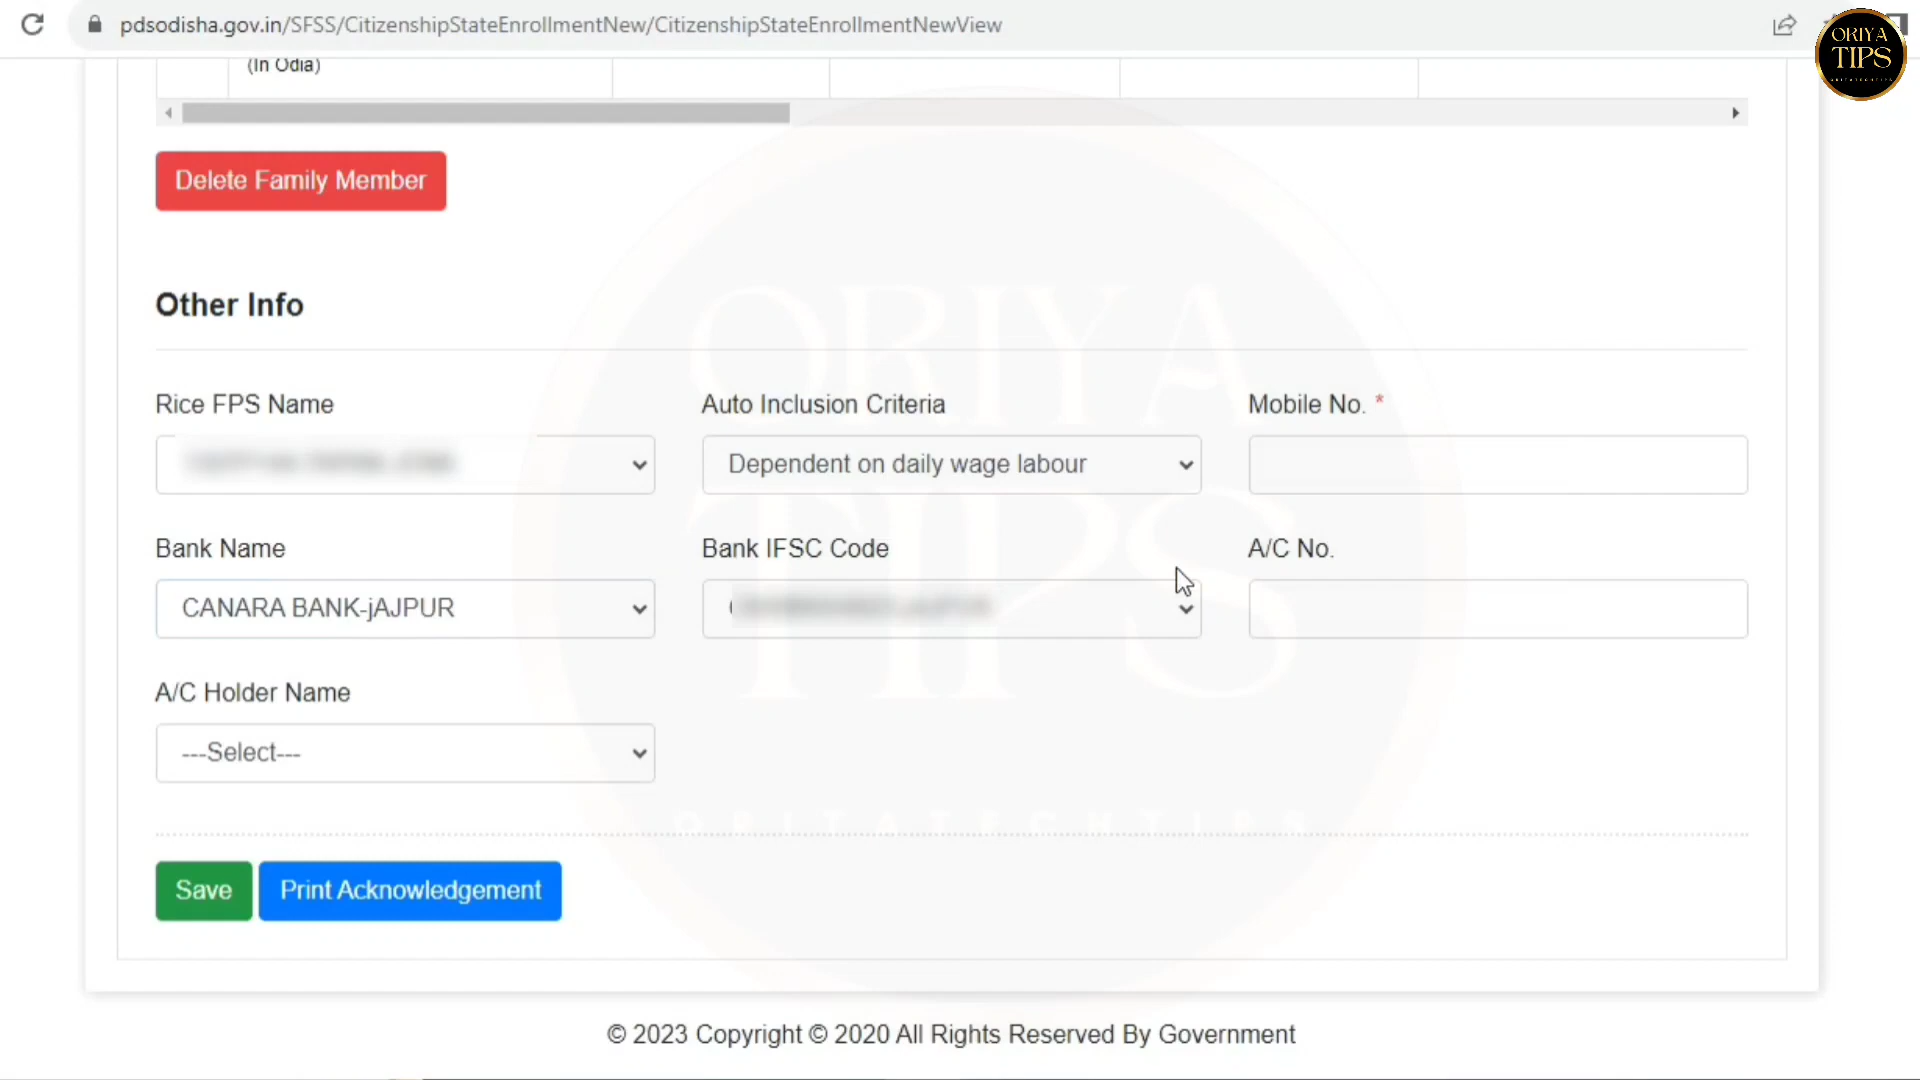 pdsodisha.gov.in/SFSS/CitizenshipStateEnrollmentNew/CitizenshipStateEnrollmentNewView
ORIYA
TIPS
(In Odia)
Delete Family Member
Other Info
Rice FPS Name
Auto Inclusion Criteria
Mobile No. *
Dependent on daily wage labour
Bank Name
Bank IFSC Code
A/C No.
CANARA BANK-jAJPUR
A/C Holder Name
---Select---
ORIYA
TIPS
Save
Print Acknowledgement
© 2023 Copyright © 2020 All Rights Reserved By Government